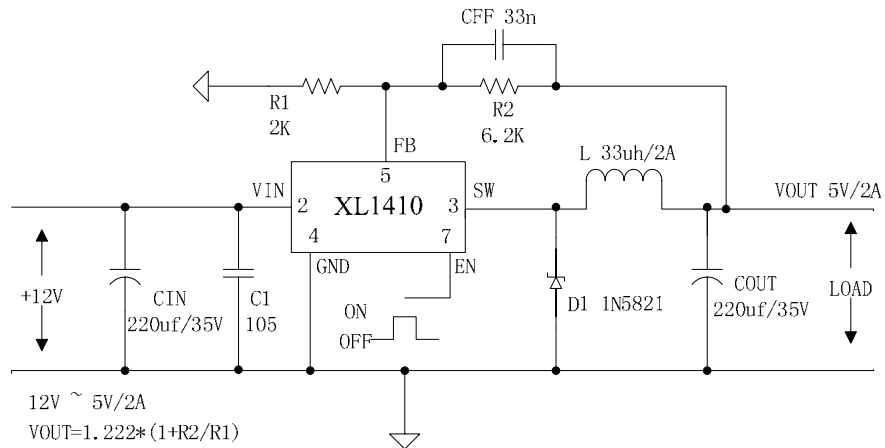 CFF 33n
R1
2K
R2
6.2K
FB
L 33uh/2A
5
VIN
SW
VOUT 5V/2A
2
XL1410
3
4
7
GND
EN
+12V
CIN
220uf/35V
C1
105
ON
OFF
D1 1N5821
COUT
220uf/35V
LOAD
12V ~ 5V/2A
VOUT=1.222*(1+R2/R1)